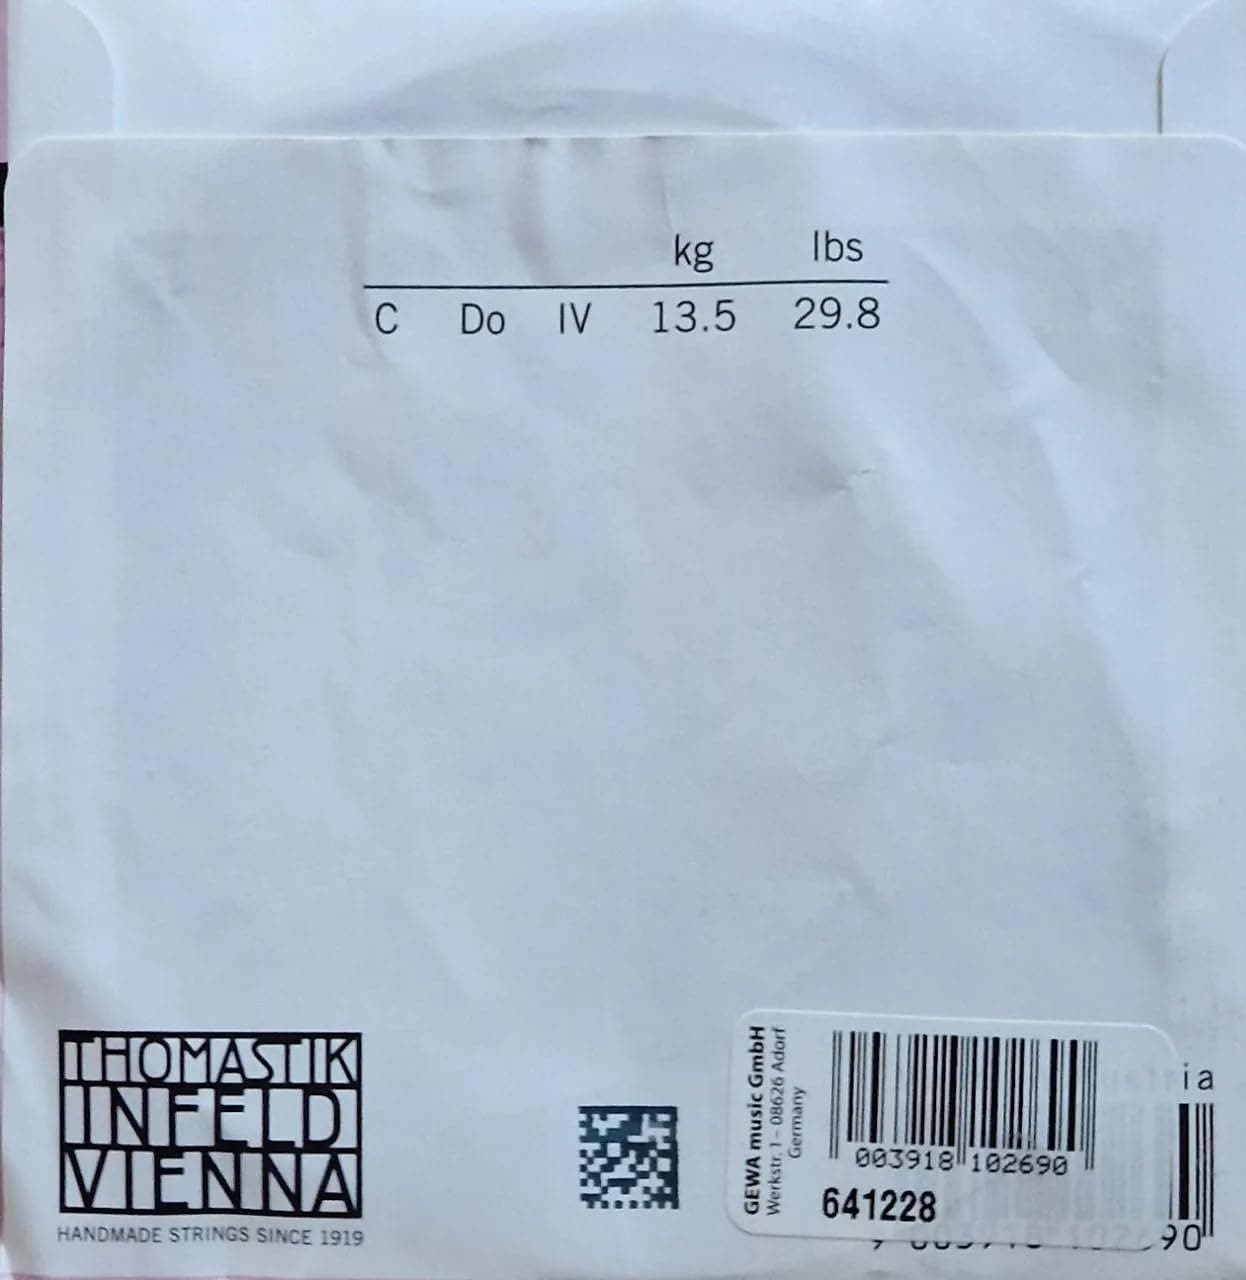 kg lbs
C Do IV 13.5 29.8
THOMASTIK
INFELD
VIENNA
HANDMADE STRINGS SINCE 1919
GEWA music GmbH
Werkstr. 1 - 08626 Adorf
Germany
003918 102690
641228
ia
90